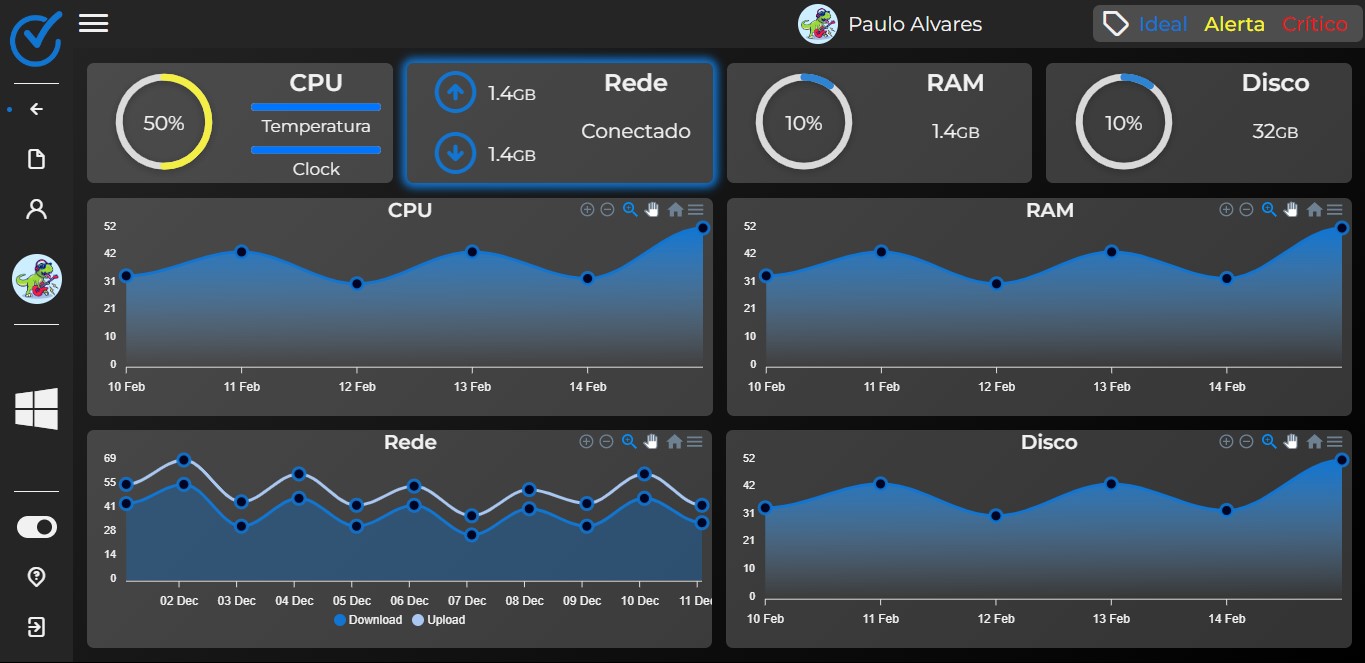 Paulo Alvares
Ideal Alerta Crítico
50%
CPU
Temperatura
Clock
1.4GB
1.4GB
Rede
Conectado
10%
RAM
1.4GB
10%
Disco
32GB
CPU
52
42
31
21
10
0
10 Feb 11 Feb 12 Feb 13 Feb 14 Feb
RAM
52
42
31
21
10
0
10 Feb 11 Feb 12 Feb 13 Feb 14 Feb
Rede
69
55
41
28
14
0
02 Dec 03 Dec 04 Dec 05 Dec 06 Dec 07 Dec 08 Dec 09 Dec 10 Dec 11 Dec
Download Upload
Disco
52
42
31
21
10
0
10 Feb 11 Feb 12 Feb 13 Feb 14 Feb